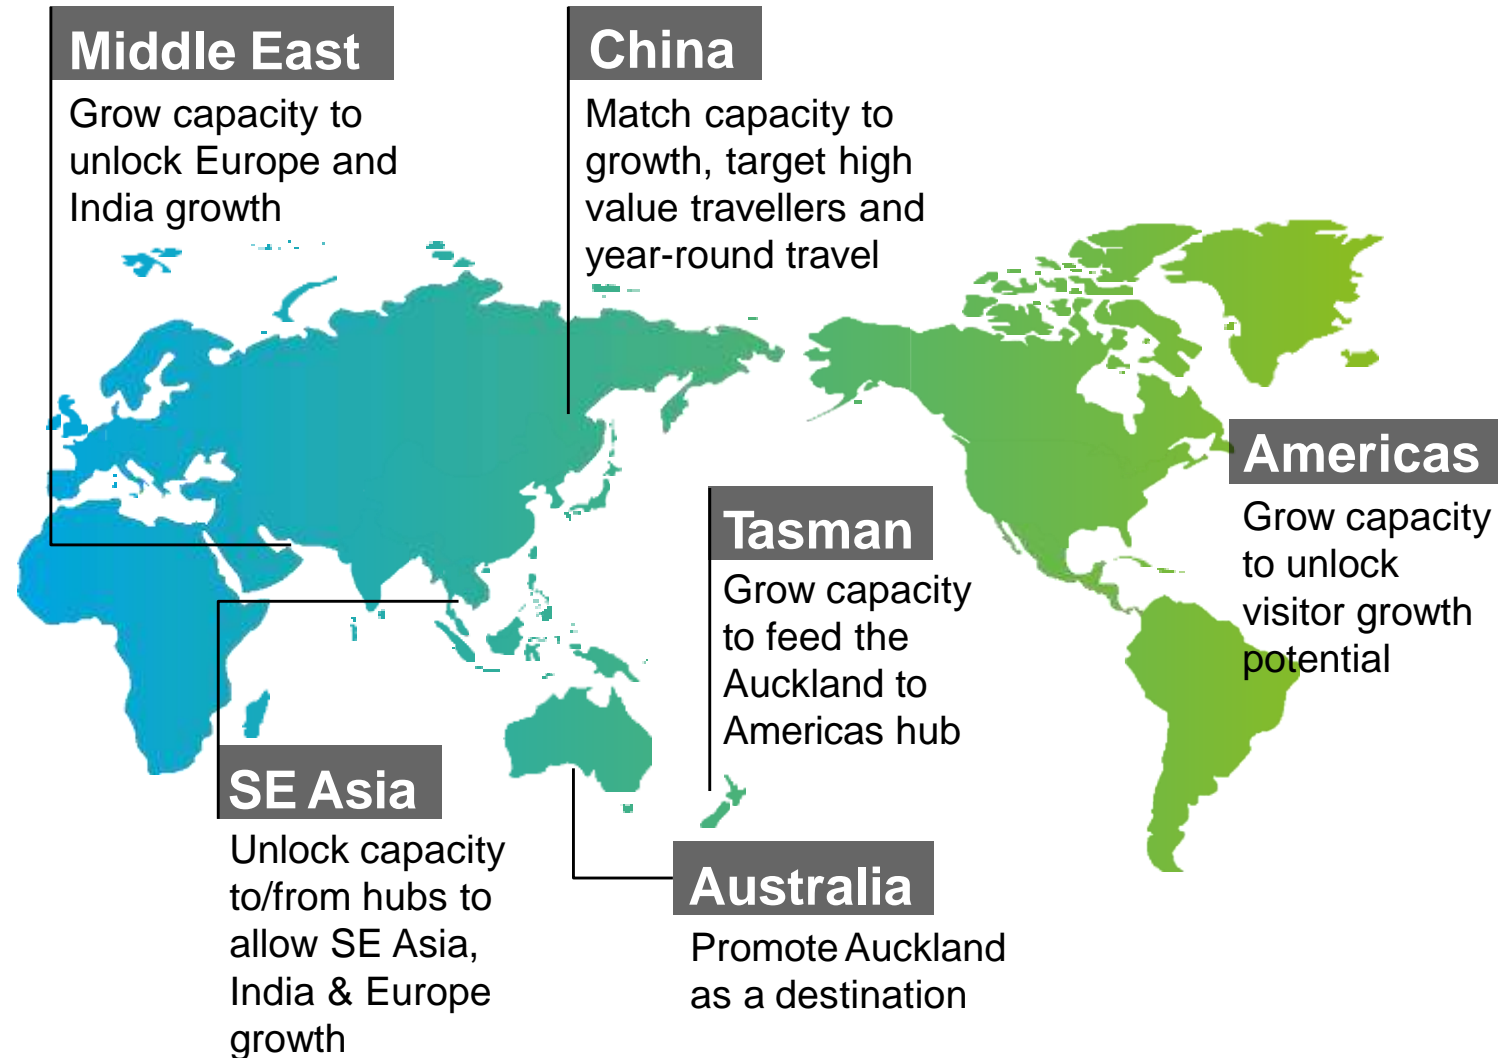 Middle East
Grow capacity to
unlock Europe and
India growth
China
Match capacity to
growth, target high
value travellers and
year-round travel
Americas
Grow capacity
to unlock
visitor growth
potential
Tasman
Grow capacity
to feed the
Auckland to
Americas hub
SE Asia
Unlock capacity
to/from hubs to
allow SE Asia,
India & Europe
growth
Australia
Promote Auckland
as a destination